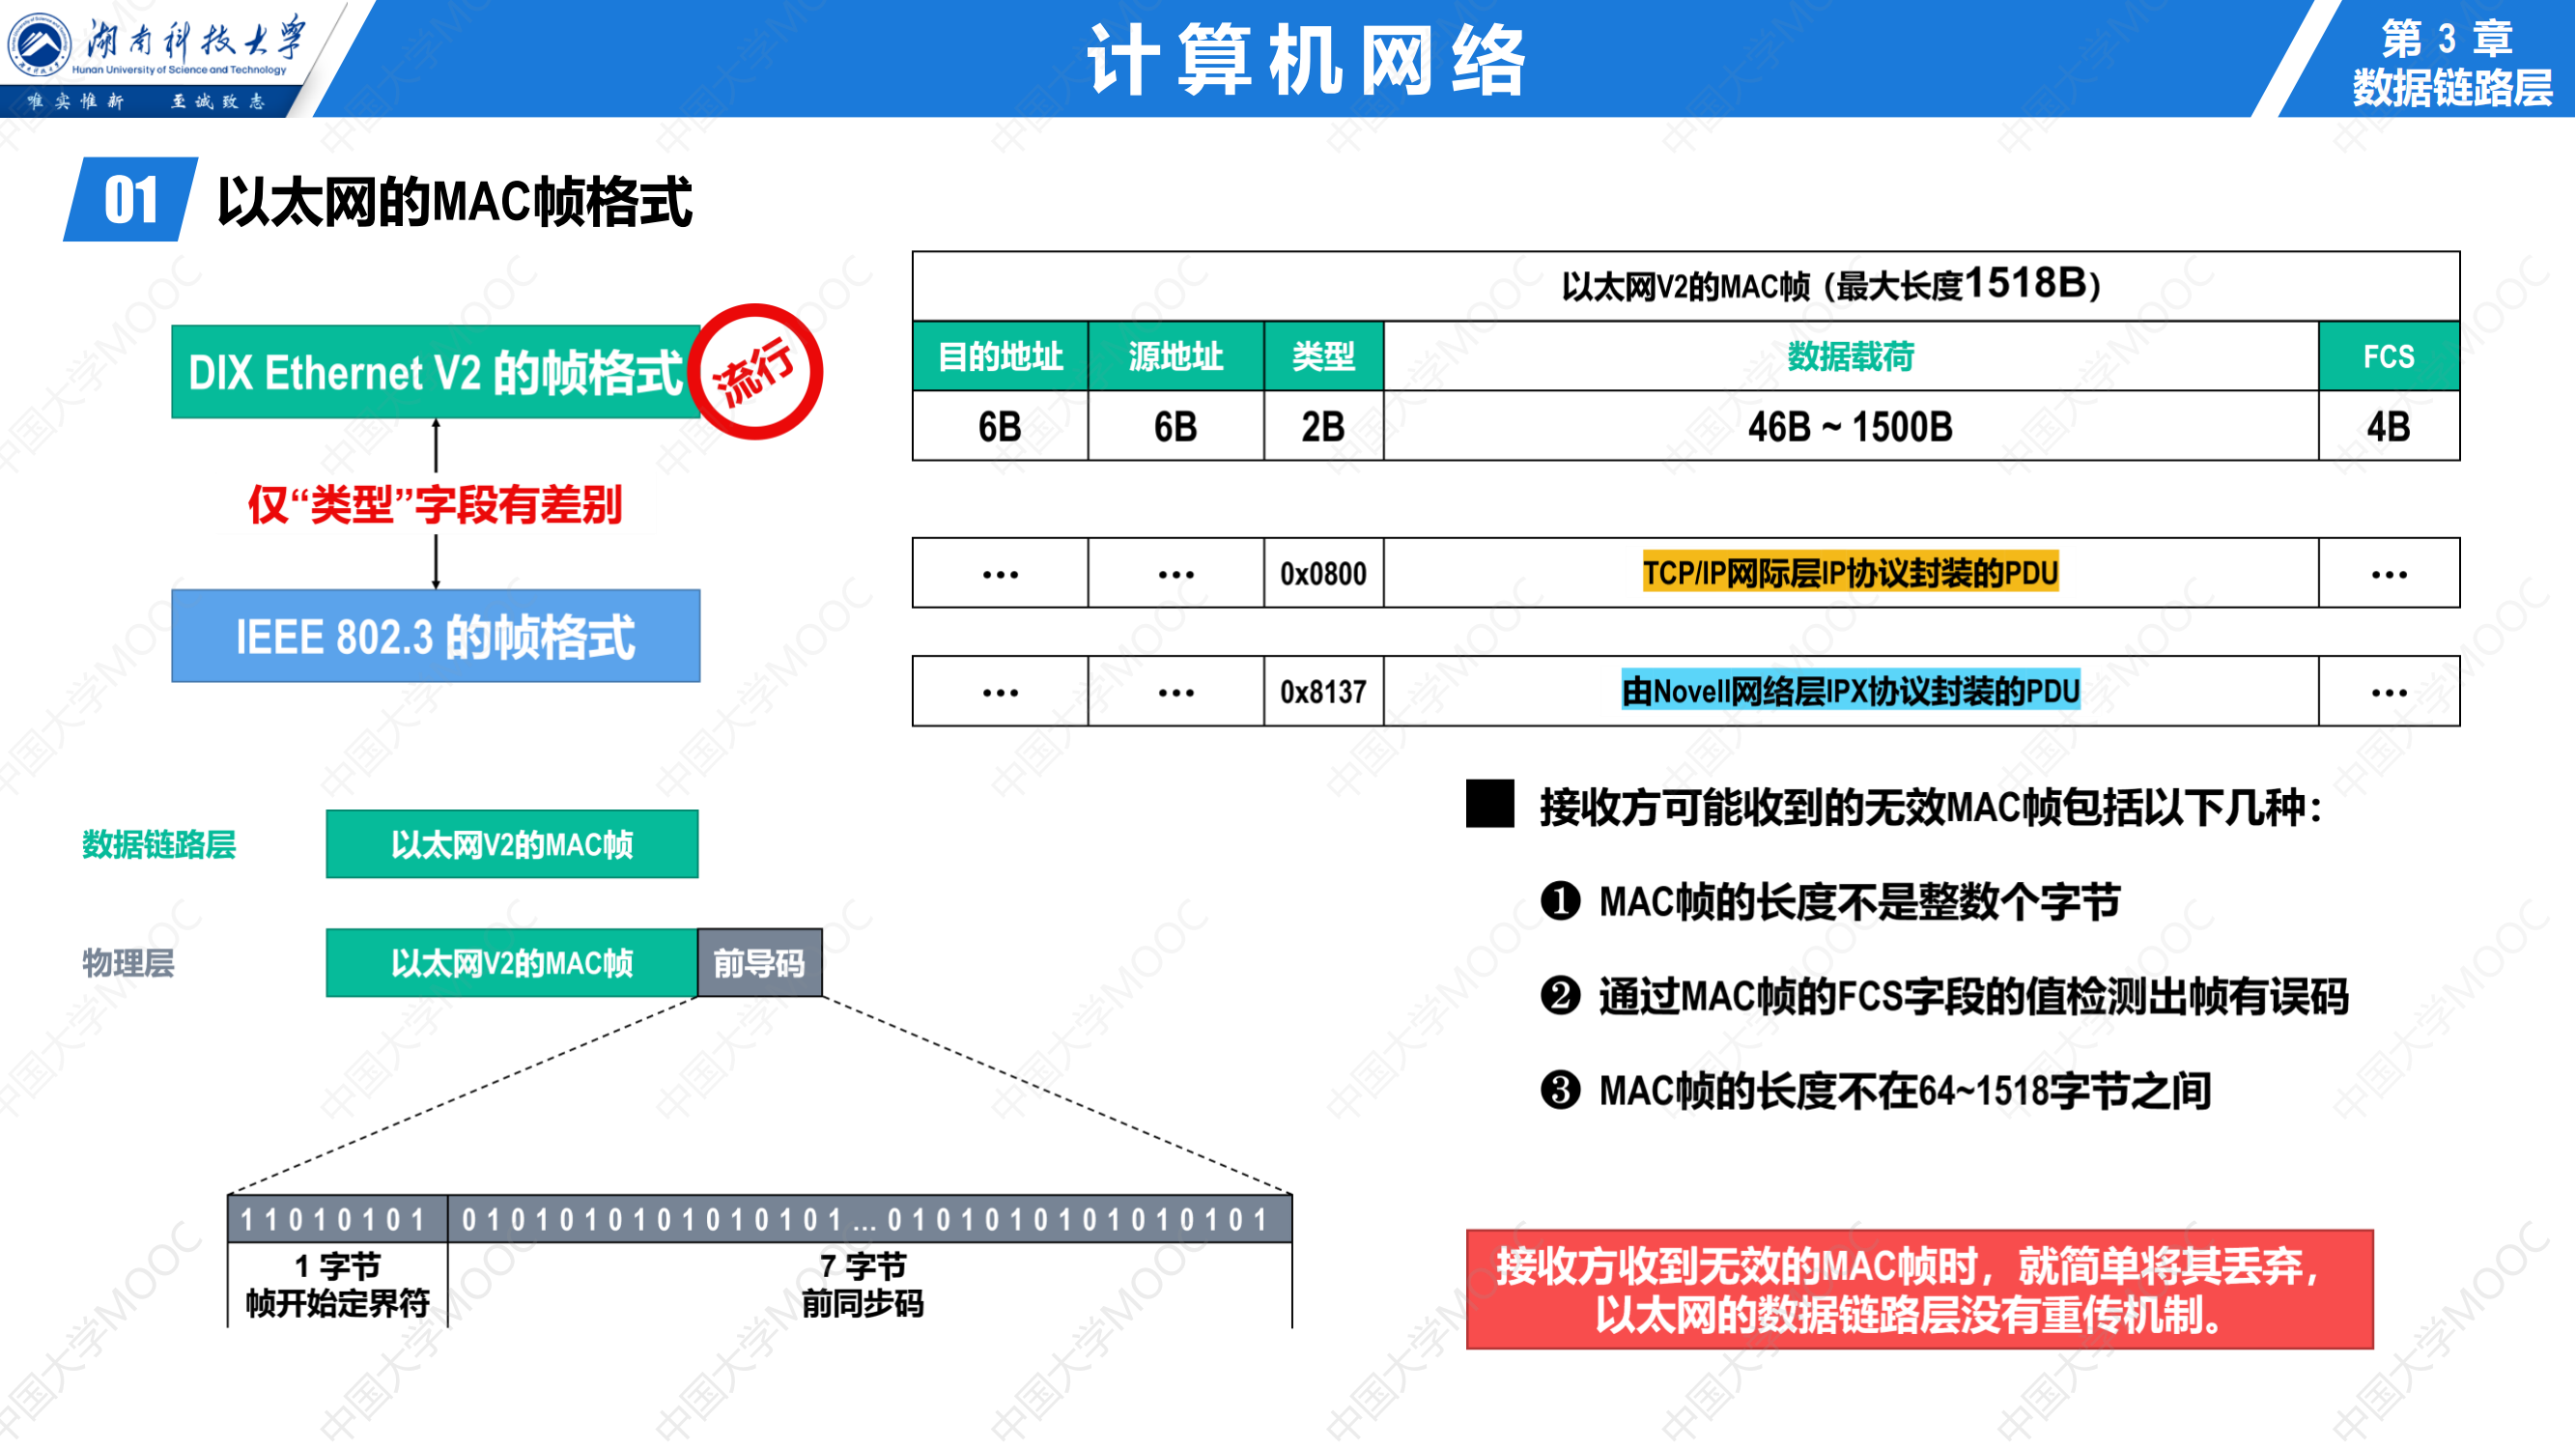 湖南科技大学
Hunan University of Science and Technology
唯实惟新 至诚致志
计算机网络
第 3 章
数据链路层
01 以太网的MAC帧格式
DIX Ethernet V2 的帧格式
流行
仅“类型”字段有差别
IEEE 802.3 的帧格式
以太网V2的MAC帧（最大长度1518B）
目的地址 源地址 类型 数据载荷 FCS
6B 6B 2B 46B ~ 1500B 4B
… … 0x0800 TCP/IP网际层IP协议封装的PDU …
… … 0x8137 由Novell网络层IPX协议封装的PDU …
数据链路层 以太网V2的MAC帧
物理层 以太网V2的MAC帧 前导码
1 1 0 1 0 1 0 1 0 1 0 1 0 1 0 1 0 1 0 1 0 1 0 1 … 0 1 0 1 0 1 0 1 0 1 0 1 0 1 0 1
1 字节 7 字节
帧开始定界符 前同步码
■ 接收方可能收到的无效MAC帧包括以下几种：
❶ MAC帧的长度不是整数个字节
❷ 通过MAC帧的FCS字段的值检测出帧有误码
❸ MAC帧的长度不在64~1518字节之间
接收方收到无效的MAC帧时，就简单将其丢弃，
以太网的数据链路层没有重传机制。
中国大学MOOC